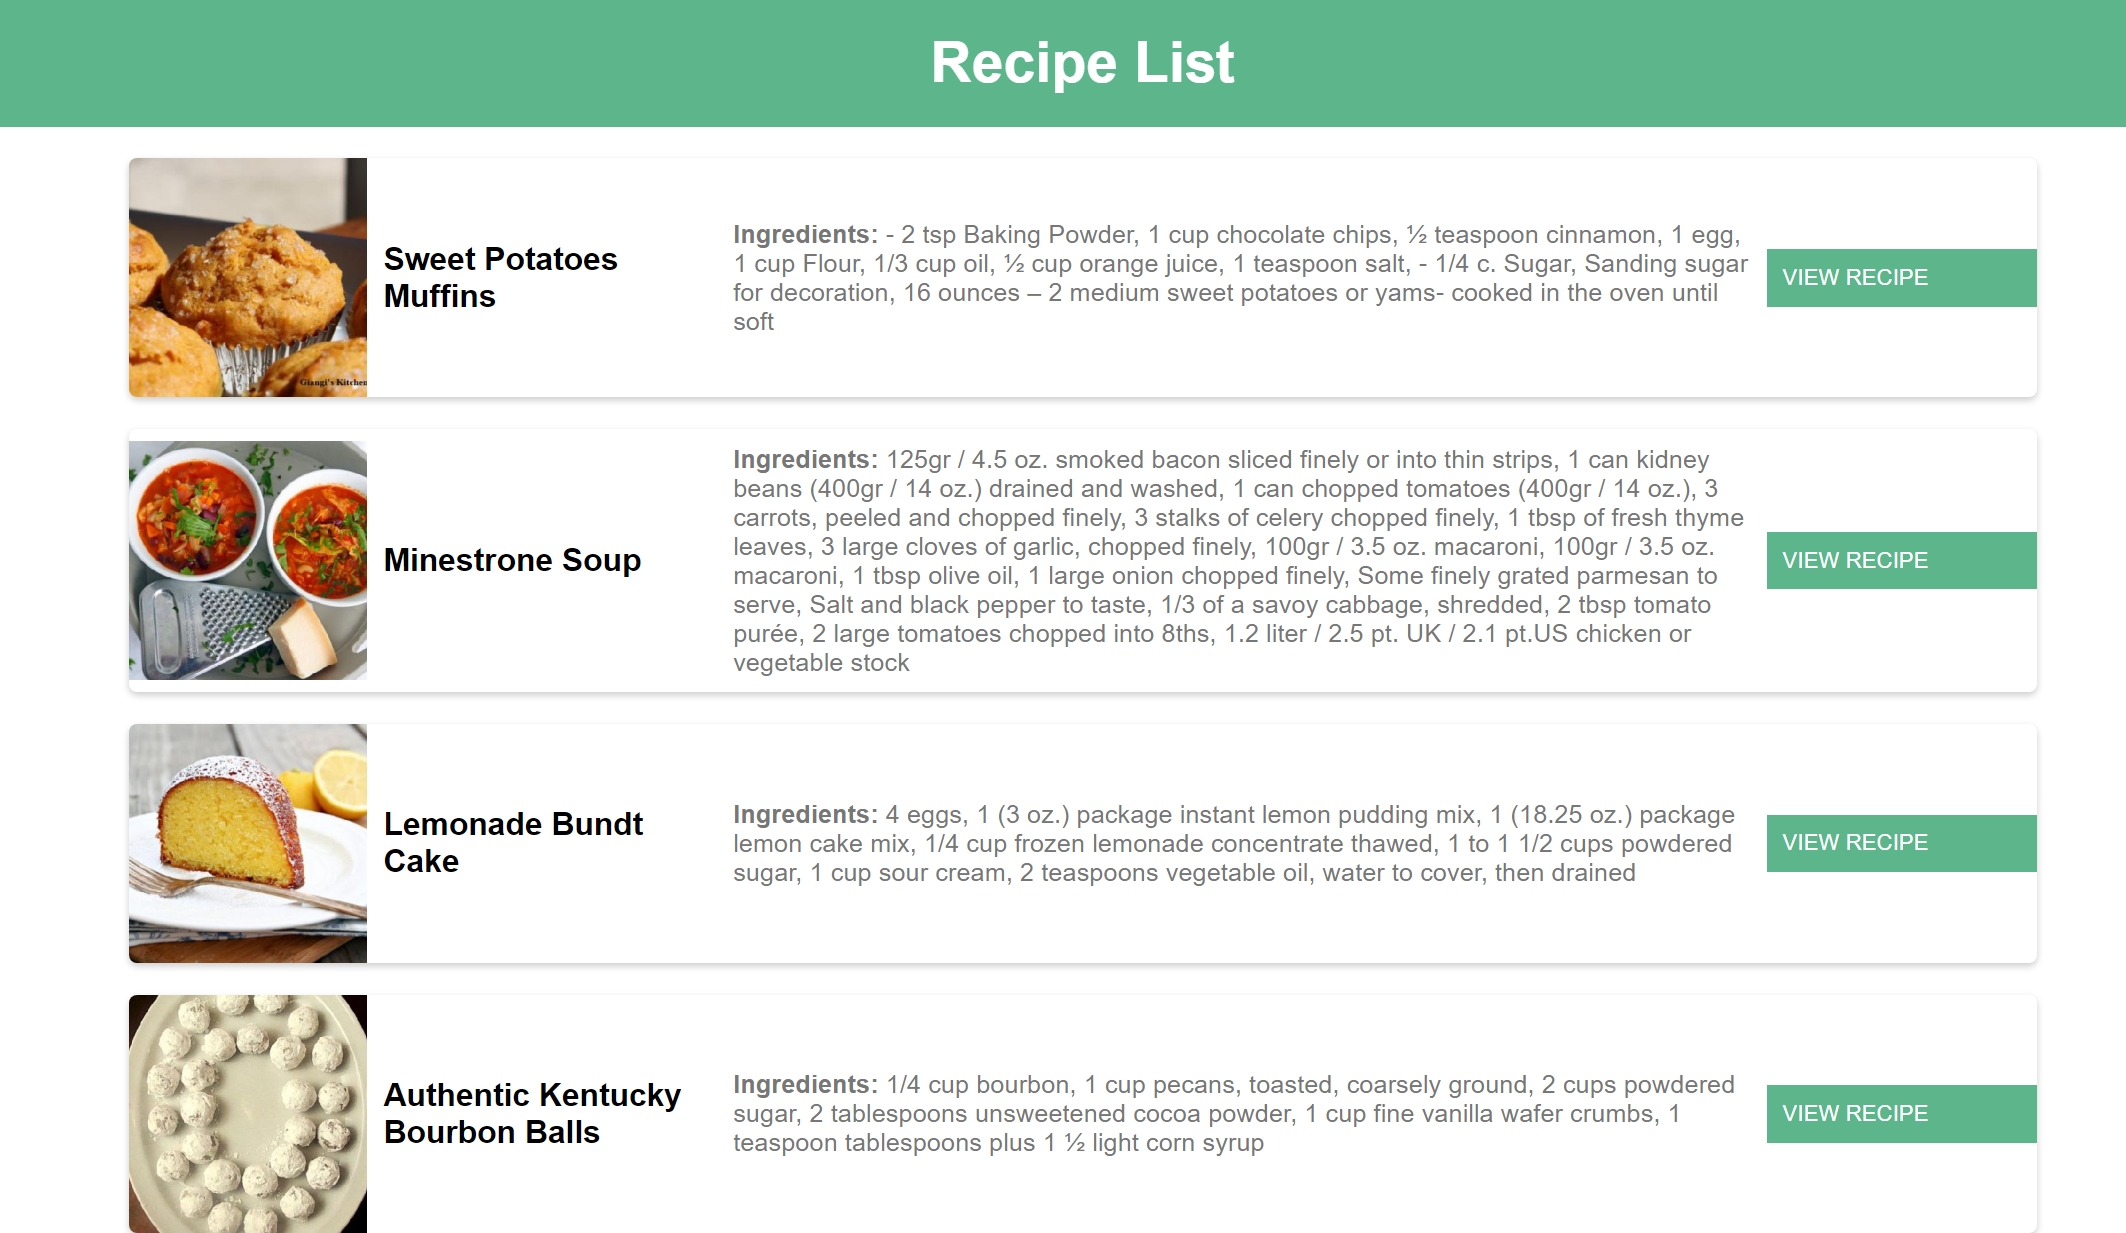 Recipe List
Giangi's Kitchen
Sweet Potatoes
Muffins
Ingredients: - 2 tsp Baking Powder, 1 cup chocolate chips, ½ teaspoon cinnamon, 1 egg,
1 cup Flour, 1/3 cup oil, ½ cup orange juice, 1 teaspoon salt, - 1/4 c. Sugar, Sanding sugar
for decoration, 16 ounces – 2 medium sweet potatoes or yams- cooked in the oven until
soft
VIEW RECIPE
Minestrone Soup
Ingredients: 125gr / 4.5 oz. smoked bacon sliced finely or into thin strips, 1 can kidney
beans (400gr / 14 oz.) drained and washed, 1 can chopped tomatoes (400gr / 14 oz.), 3
carrots, peeled and chopped finely, 3 stalks of celery chopped finely, 1 tbsp of fresh thyme
leaves, 3 large cloves of garlic, chopped finely, 100gr / 3.5 oz. macaroni, 100gr / 3.5 oz.
macaroni, 1 tbsp olive oil, 1 large onion chopped finely, Some finely grated parmesan to
serve, Salt and black pepper to taste, 1/3 of a savoy cabbage, shredded, 2 tbsp tomato
purée, 2 large tomatoes chopped into 8ths, 1.2 liter / 2.5 pt. UK / 2.1 pt.US chicken or
vegetable stock
VIEW RECIPE
Lemonade Bundt
Cake
Ingredients: 4 eggs, 1 (3 oz.) package instant lemon pudding mix, 1 (18.25 oz.) package
lemon cake mix, 1/4 cup frozen lemonade concentrate thawed, 1 to 1 1/2 cups powdered
sugar, 1 cup sour cream, 2 teaspoons vegetable oil, water to cover, then drained
VIEW RECIPE
Authentic Kentucky
Bourbon Balls
Ingredients: 1/4 cup bourbon, 1 cup pecans, toasted, coarsely ground, 2 cups powdered
sugar, 2 tablespoons unsweetened cocoa powder, 1 cup fine vanilla wafer crumbs, 1
teaspoon tablespoons plus 1 ½ light corn syrup
VIEW RECIPE